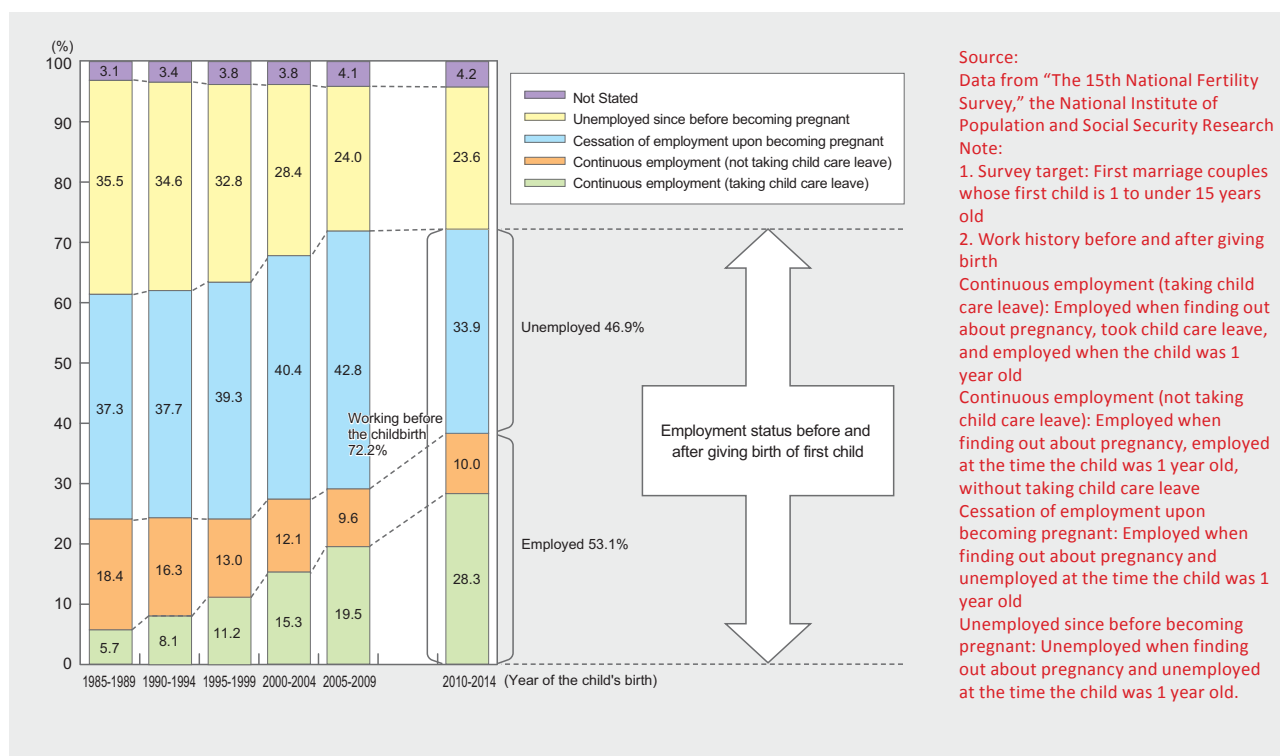 (%)
100
90
80
70
60
50
40
30
20
10
0
3.1
35.5
37.3
18.4
5.7
3.4
34.6
37.7
16.3
8.1
3.8
32.8
39.3
13.0
11.2
3.8
28.4
40.4
12.1
15.3
4.1
24.0
42.8
9.6
19.5
4.2
23.6
33.9
10.0
28.3
Working before
the childbirth
72.2%
1985-1989 1990-1994 1995-1999 2000-2004 2005-2009 2010-2014 (Year of the child's birth)
Not Stated
Unemployed since before becoming pregnant
Cessation of employment upon becoming pregnant
Continuous employment (not taking child care leave)
Continuous employment (taking child care leave)
Unemployed 46.9%
Employed 53.1%
Employment status before and
after giving birth of first child
Source:
Data from “The 15th National Fertility
Survey,” the National Institute of
Population and Social Security Research
Note:
1. Survey target: First marriage couples
whose first child is 1 to under 15 years
old
2. Work history before and after giving
birth
Continuous employment (taking child
care leave): Employed when finding out
about pregnancy, took child care leave,
and employed when the child was 1
year old
Continuous employment (not taking
child care leave): Employed when
finding out about pregnancy, employed
at the time the child was 1 year old,
without taking child care leave
Cessation of employment upon
becoming pregnant: Employed when
finding out about pregnancy and
unemployed at the time the child was 1
year old
Unemployed since before becoming
pregnant: Unemployed when finding
out about pregnancy and unemployed
at the time the child was 1 year old.